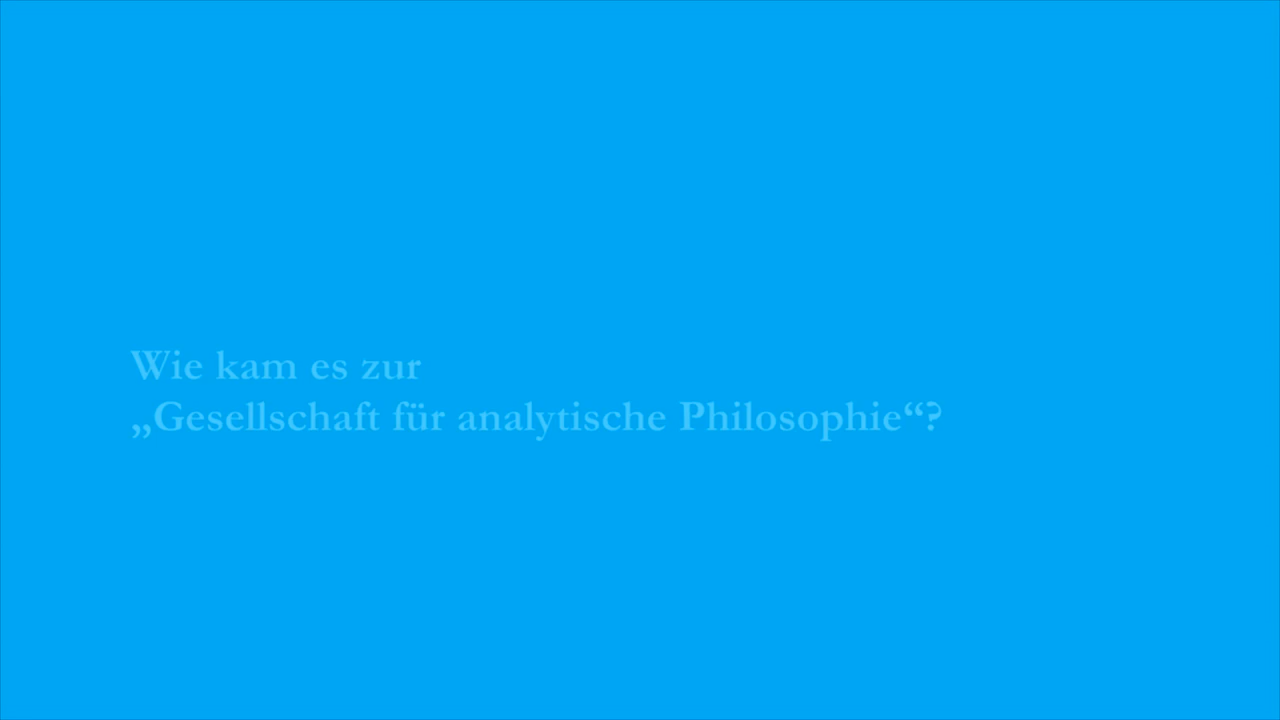 Wie kam es zur
„Gesellschaft für analytische Philosophie“?